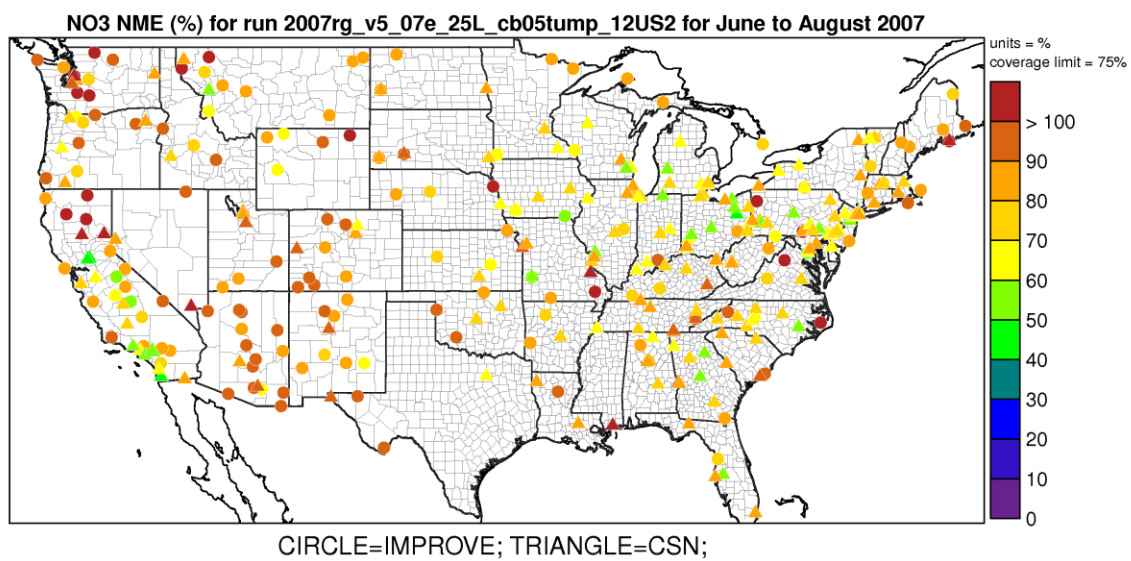 NO3 NME (%) for run 2007rg_v5_07e_25L_cb05tump_12US2 for June to August 2007
units = %
coverage limit = 75%
> 100
90
80
70
60
50
40
30
20
10
0
CIRCLE=IMPROVE; TRIANGLE=CSN;